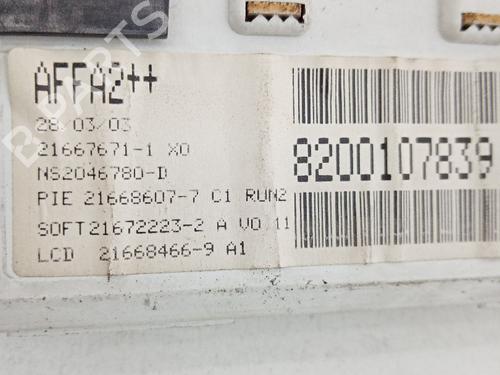 AFFA2++
28/03/03
21667671-1 X0
NS2046780-D
PIE 21668607-7 C1 RUN2
SOFT 21672223-2 A V0.11
LCD 21668466-9 A1
8200107839
B-PARTS